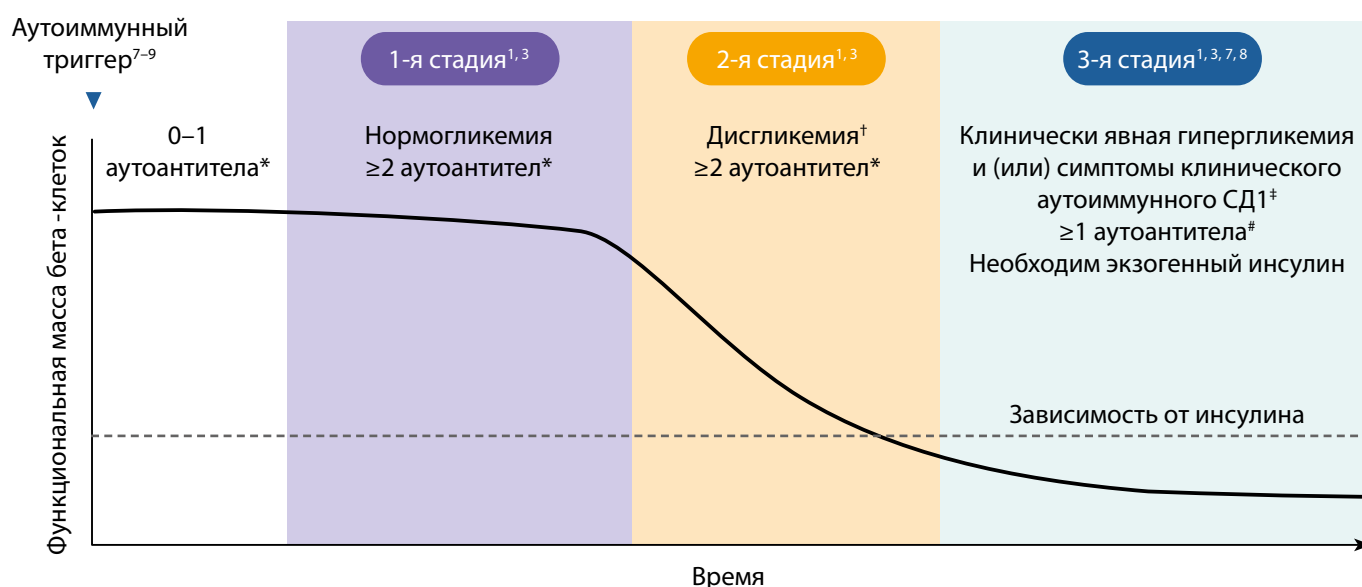 Аутоиммунный
триггер⁷⁻⁹
1-я стадия¹, ³
2-я стадия¹, ³
3-я стадия¹, ³, ⁷, ⁸
0–1
аутоантитела*
Нормогликемия
≥2 аутоантител*
Дисгликемия†
≥2 аутоантител*
Клинически явная гипергликемия
и (или) симптомы клинического
аутоиммунного СД1‡
≥1 аутоантитела#
Необходим экзогенный инсулин
Функциональная масса бета -клеток
Зависимость от инсулина
Время